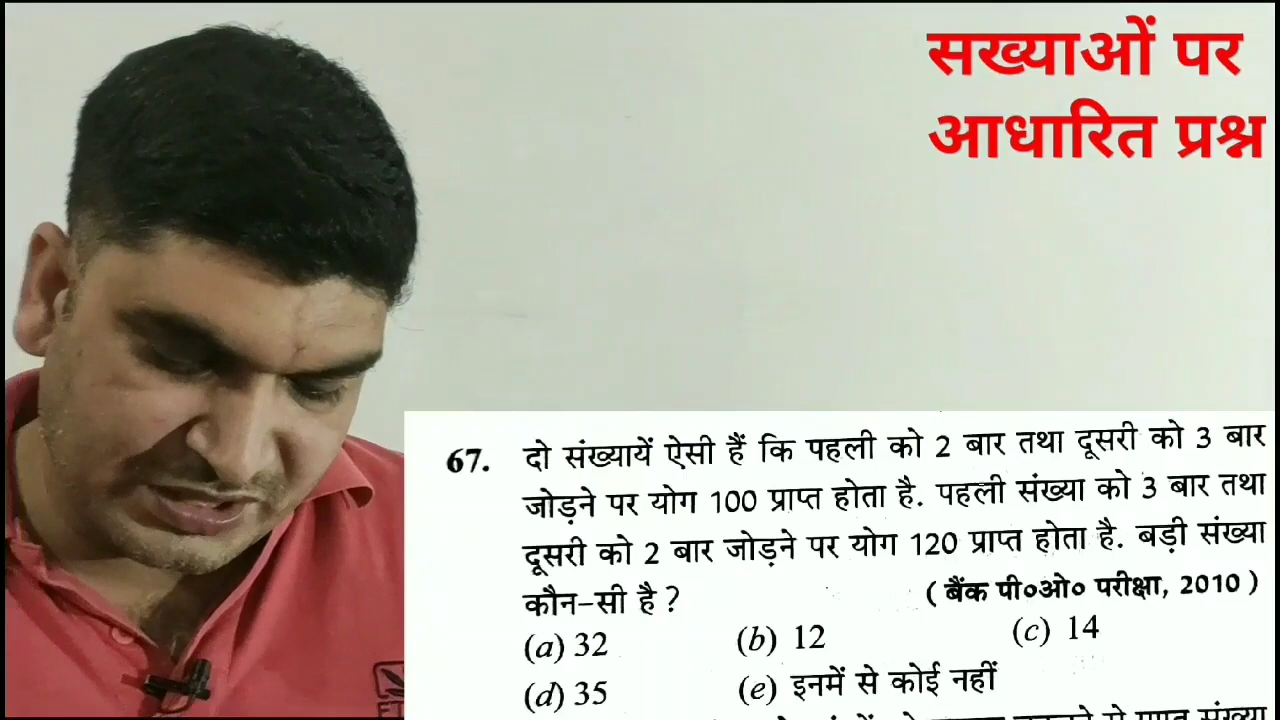 सख्याओं पर
आधारित प्रश्न
67. दो संख्यायें ऐसी हैं कि पहली को 2 बार तथा दूसरी को 3 बार
जोड़ने पर योग 100 प्राप्त होता है. पहली संख्या को 3 बार तथा
दूसरी को 2 बार जोड़ने पर योग 120 प्राप्त होता है. बड़ी संख्या
कौन-सी है ? ( बैंक पी०ओ० परीक्षा, 2010 )
(a) 32 (b) 12 (c) 14
(d) 35 (e) इनमें से कोई नहीं